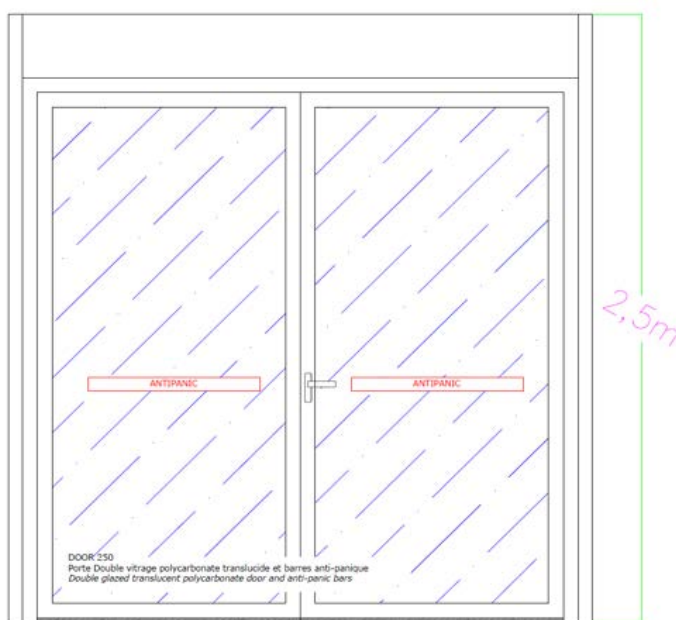 2,5m
ANTIPANIC
ANTIPANIC
DOOR 250
Porte Double vitrage polycarbonate translucide et barres anti-panique
Double glazed translucent polycarbonate door and anti-panic bars